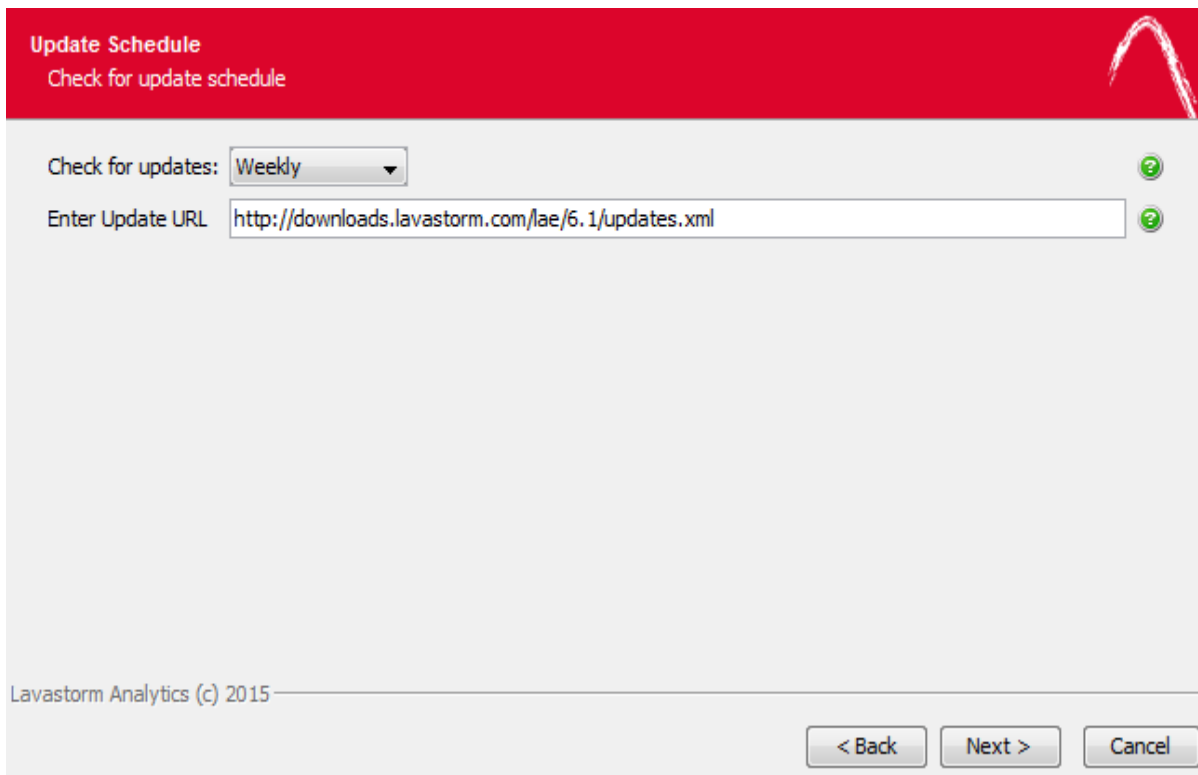 Update Schedule
Check for update schedule
Check for updates: Weekly
Enter Update URL http://downloads.lavastorm.com/lae/6.1/updates.xml
Lavastorm Analytics (c) 2015
< Back Next > Cancel